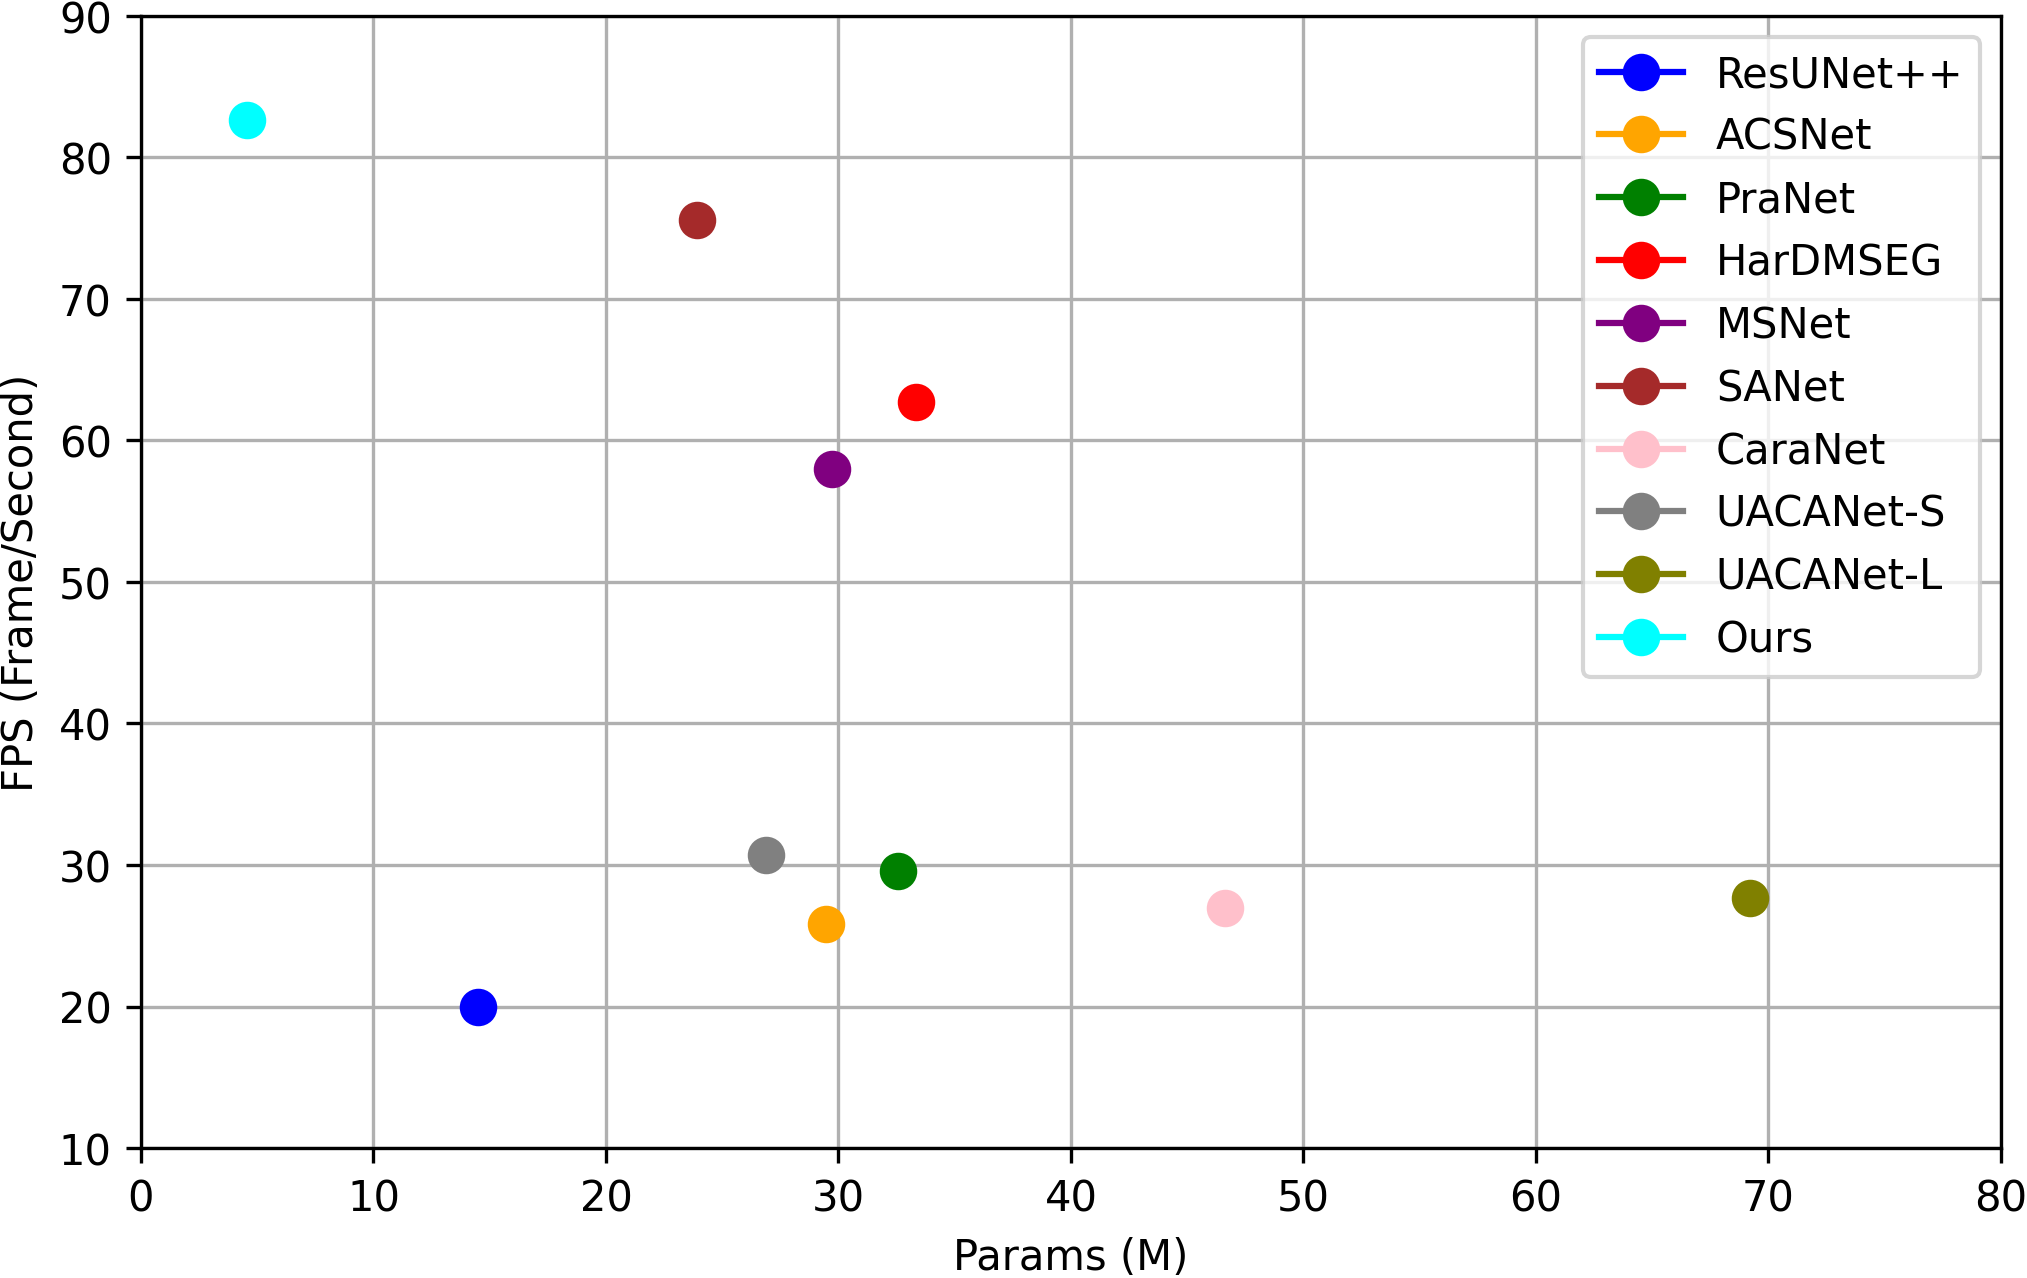 90
80
70
60
50
40
30
20
10
FPS (Frame/Second)
0 10 20 30 40 50 60 70 80
Params (M)
ResUNet++
ACSNet
PraNet
HarDMSEG
MSNet
SANet
CaraNet
UACANet-S
UACANet-L
Ours